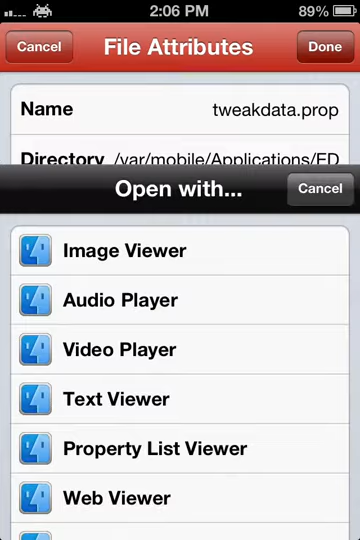 2:06 PM
89%
Cancel
File Attributes
Done
Name
tweakdata.prop
Directory
/var/mobile/Applications/FD
Open with...
Cancel
Image Viewer
Audio Player
Video Player
Text Viewer
Property List Viewer
Web Viewer